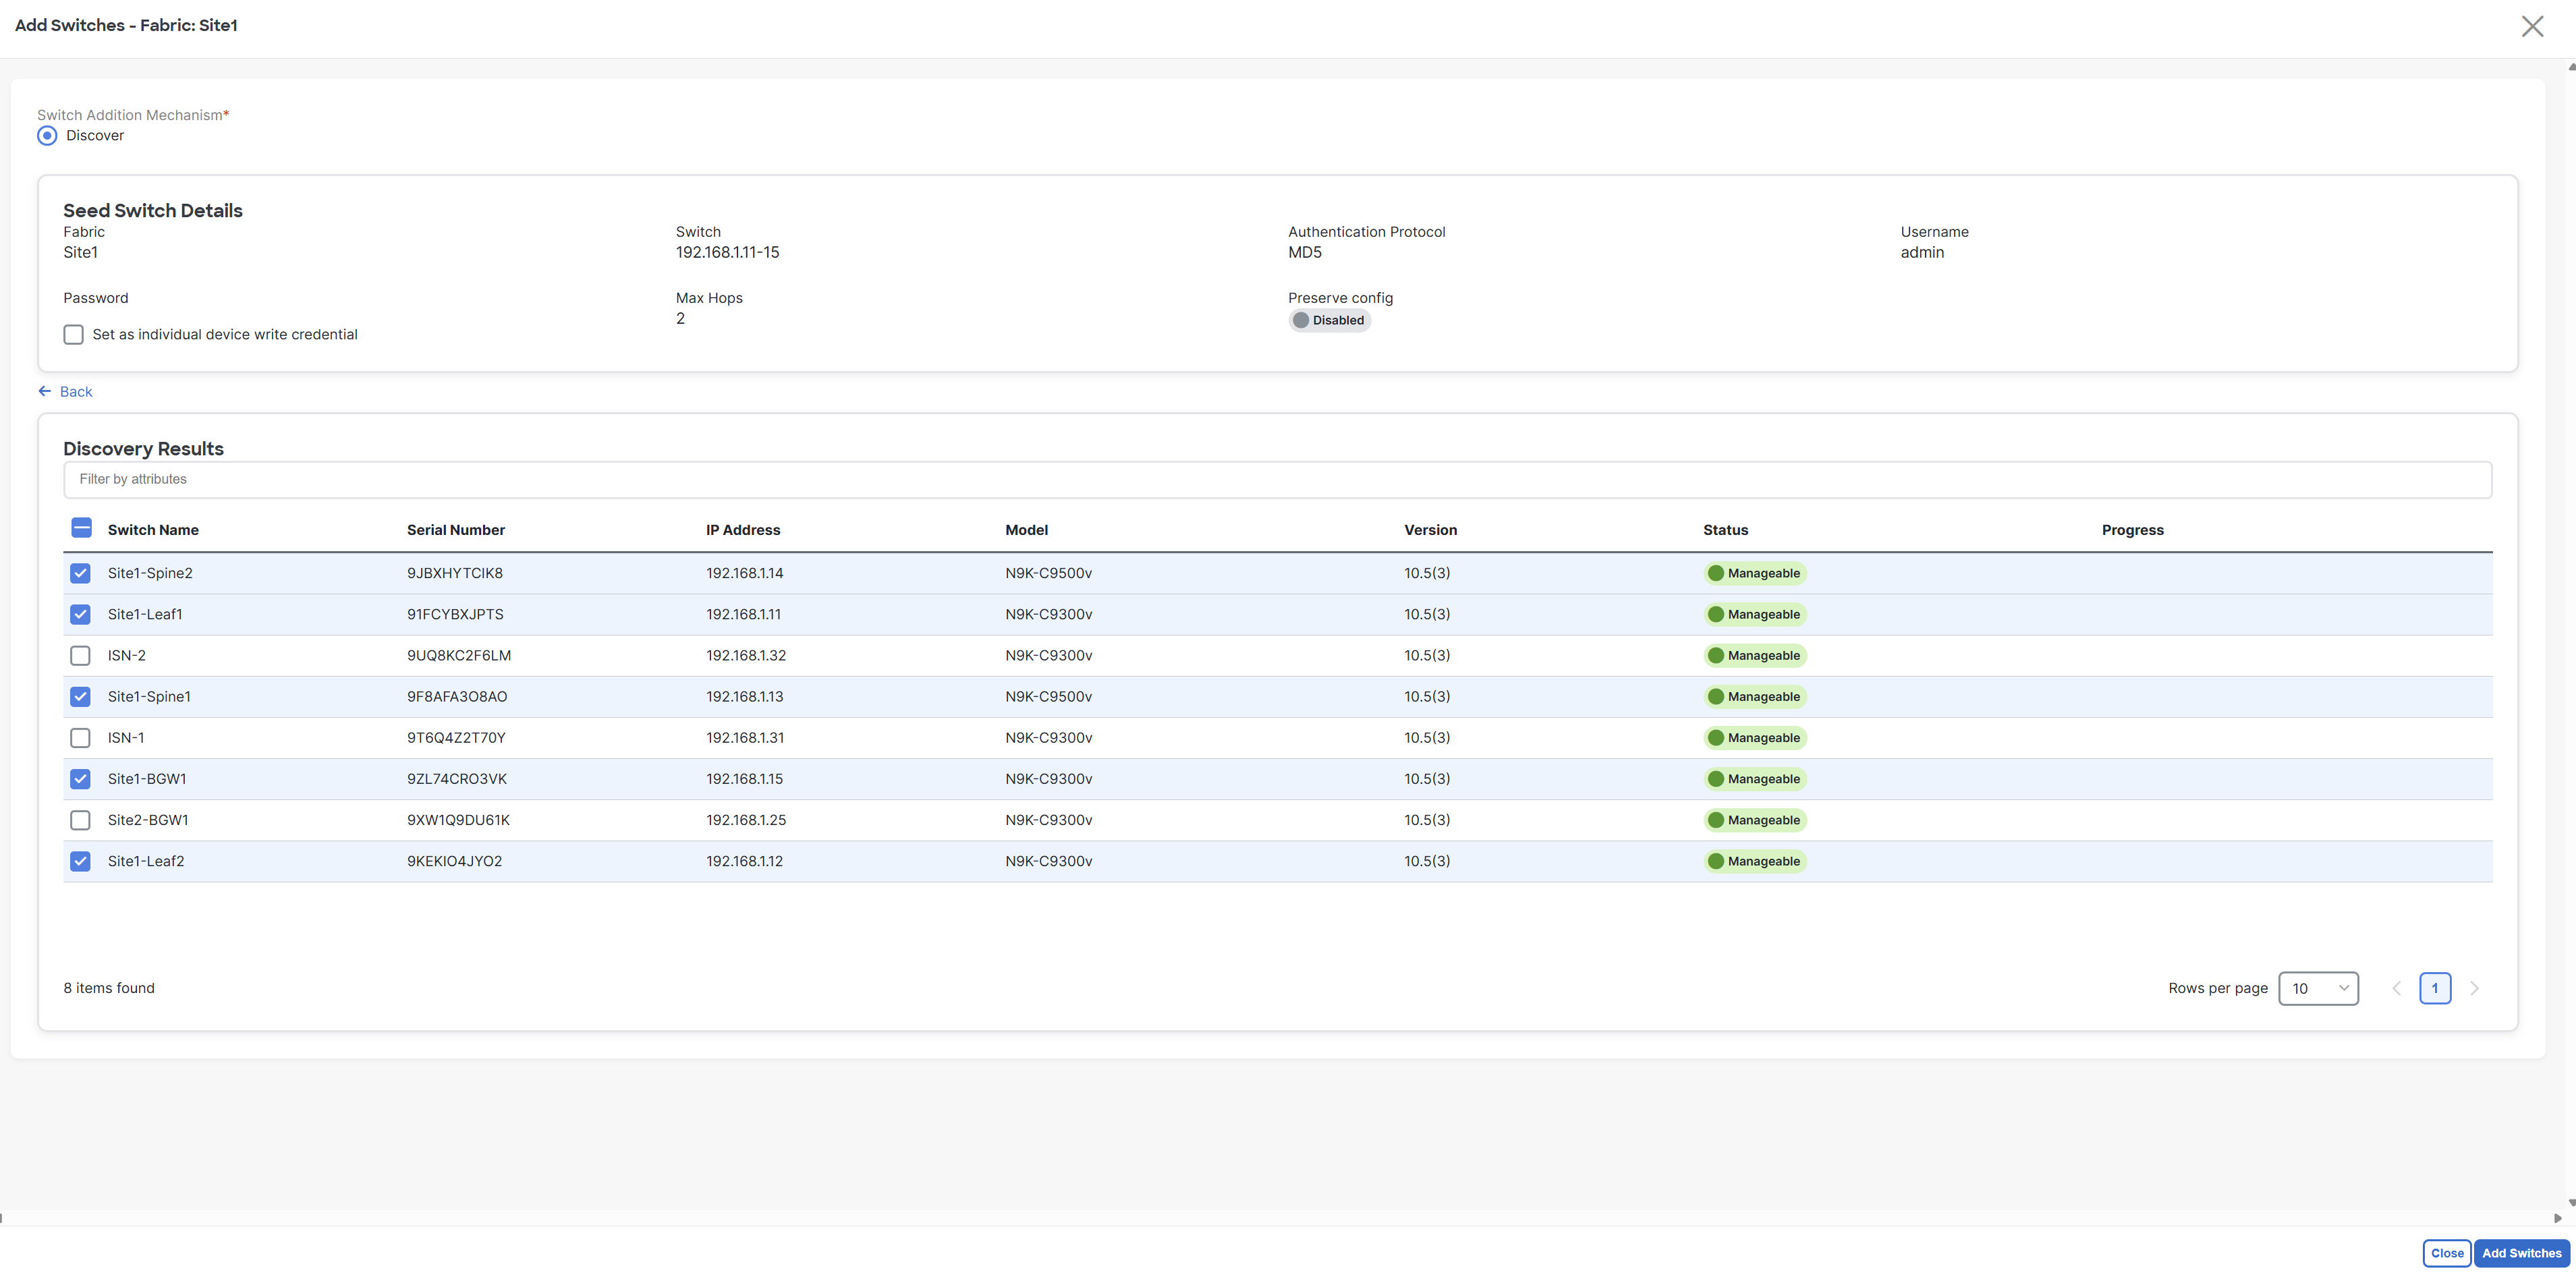 Add Switches - Fabric: Site1
Switch Addition Mechanism*
Discover
Seed Switch Details
Fabric Switch Authentication Protocol Username
Site1 192.168.1.11-15 MD5 admin
Password Max Hops Preserve config
2 Disabled
Set as individual device write credential
Back
Discovery Results
Filter by attributes
Switch Name Serial Number IP Address Model Version Status Progress
Site1-Spine2 9JBXHYTCIK8 192.168.1.14 N9K-C9500v 10.5(3) Manageable
Site1-Leaf1 91FCYBXJPTS 192.168.1.11 N9K-C9300v 10.5(3) Manageable
ISN-2 9UQ8KC2F6LM 192.168.1.32 N9K-C9300v 10.5(3) Manageable
Site1-Spine1 9F8AFA3O8AO 192.168.1.13 N9K-C9500v 10.5(3) Manageable
ISN-1 9T6Q4Z2T70Y 192.168.1.31 N9K-C9300v 10.5(3) Manageable
Site1-BGW1 9ZL74CRO3VK 192.168.1.15 N9K-C9300v 10.5(3) Manageable
Site2-BGW1 9XW1Q9DU61K 192.168.1.25 N9K-C9300v 10.5(3) Manageable
Site1-Leaf2 9KEKIO4JYO2 192.168.1.12 N9K-C9300v 10.5(3) Manageable
8 items found Rows per page 10 1
Close Add Switches